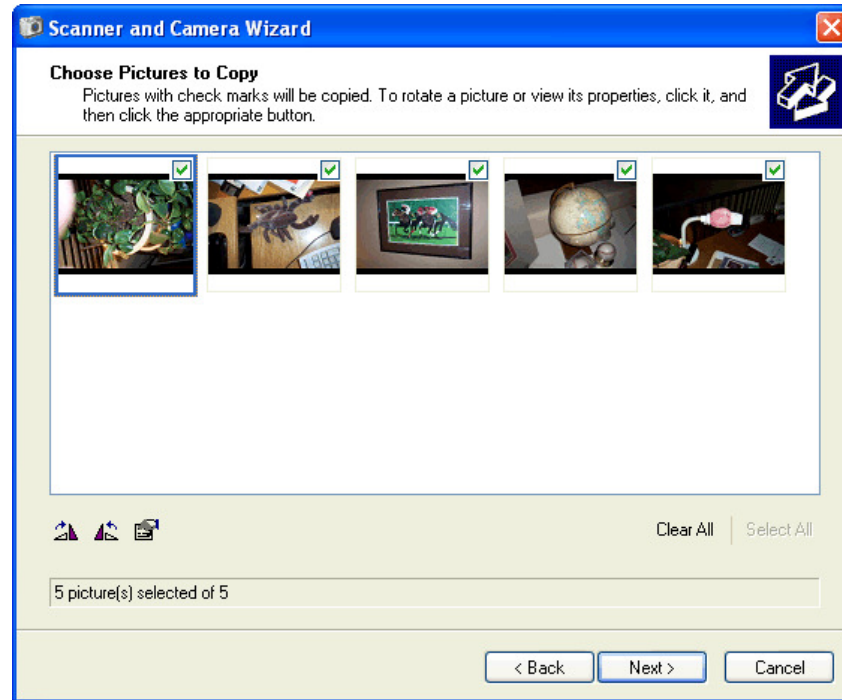 Scanner and Camera Wizard
Choose Pictures to Copy
Pictures with check marks will be copied. To rotate a picture or view its properties, click it, and
then click the appropriate button.
Clear All
Select All
5 picture(s) selected of 5
< Back
Next >
Cancel